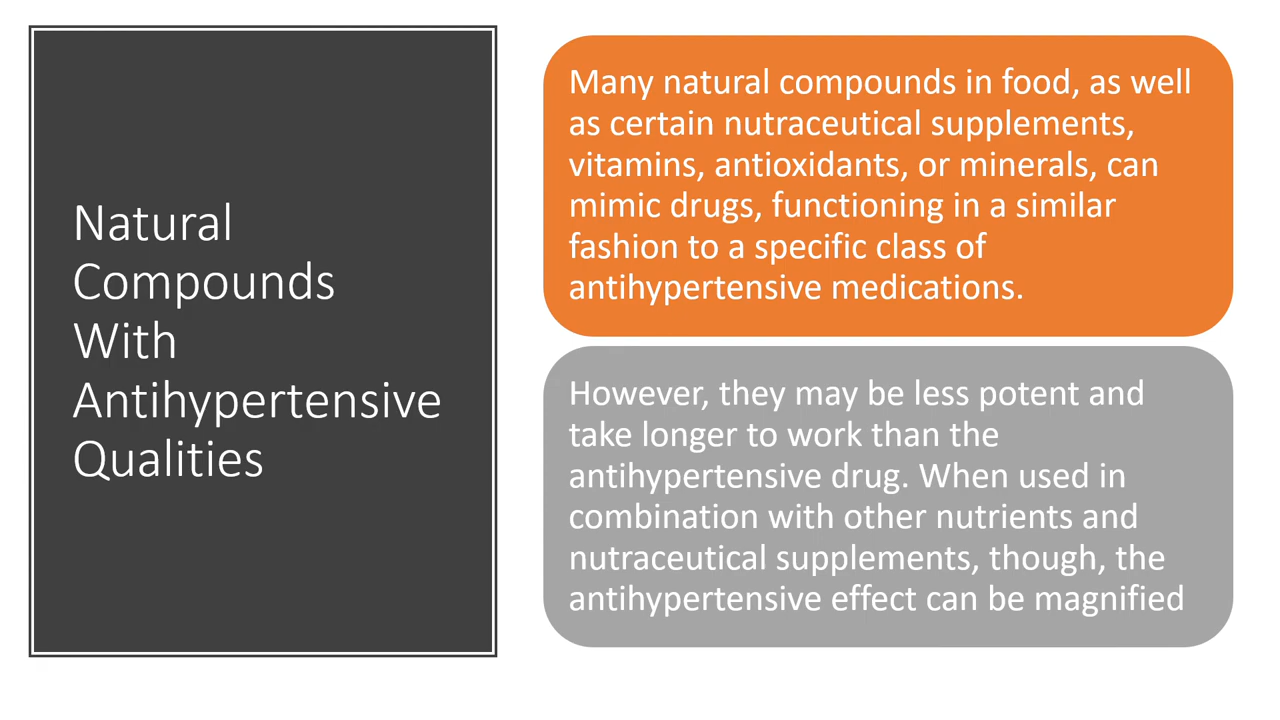 Natural
Compounds
With
Antihypertensive
Qualities
Many natural compounds in food, as well
as certain nutraceutical supplements,
vitamins, antioxidants, or minerals, can
mimic drugs, functioning in a similar
fashion to a specific class of
antihypertensive medications.
However, they may be less potent and
take longer to work than the
antihypertensive drug. When used in
combination with other nutrients and
nutraceutical supplements, though, the
antihypertensive effect can be magnified